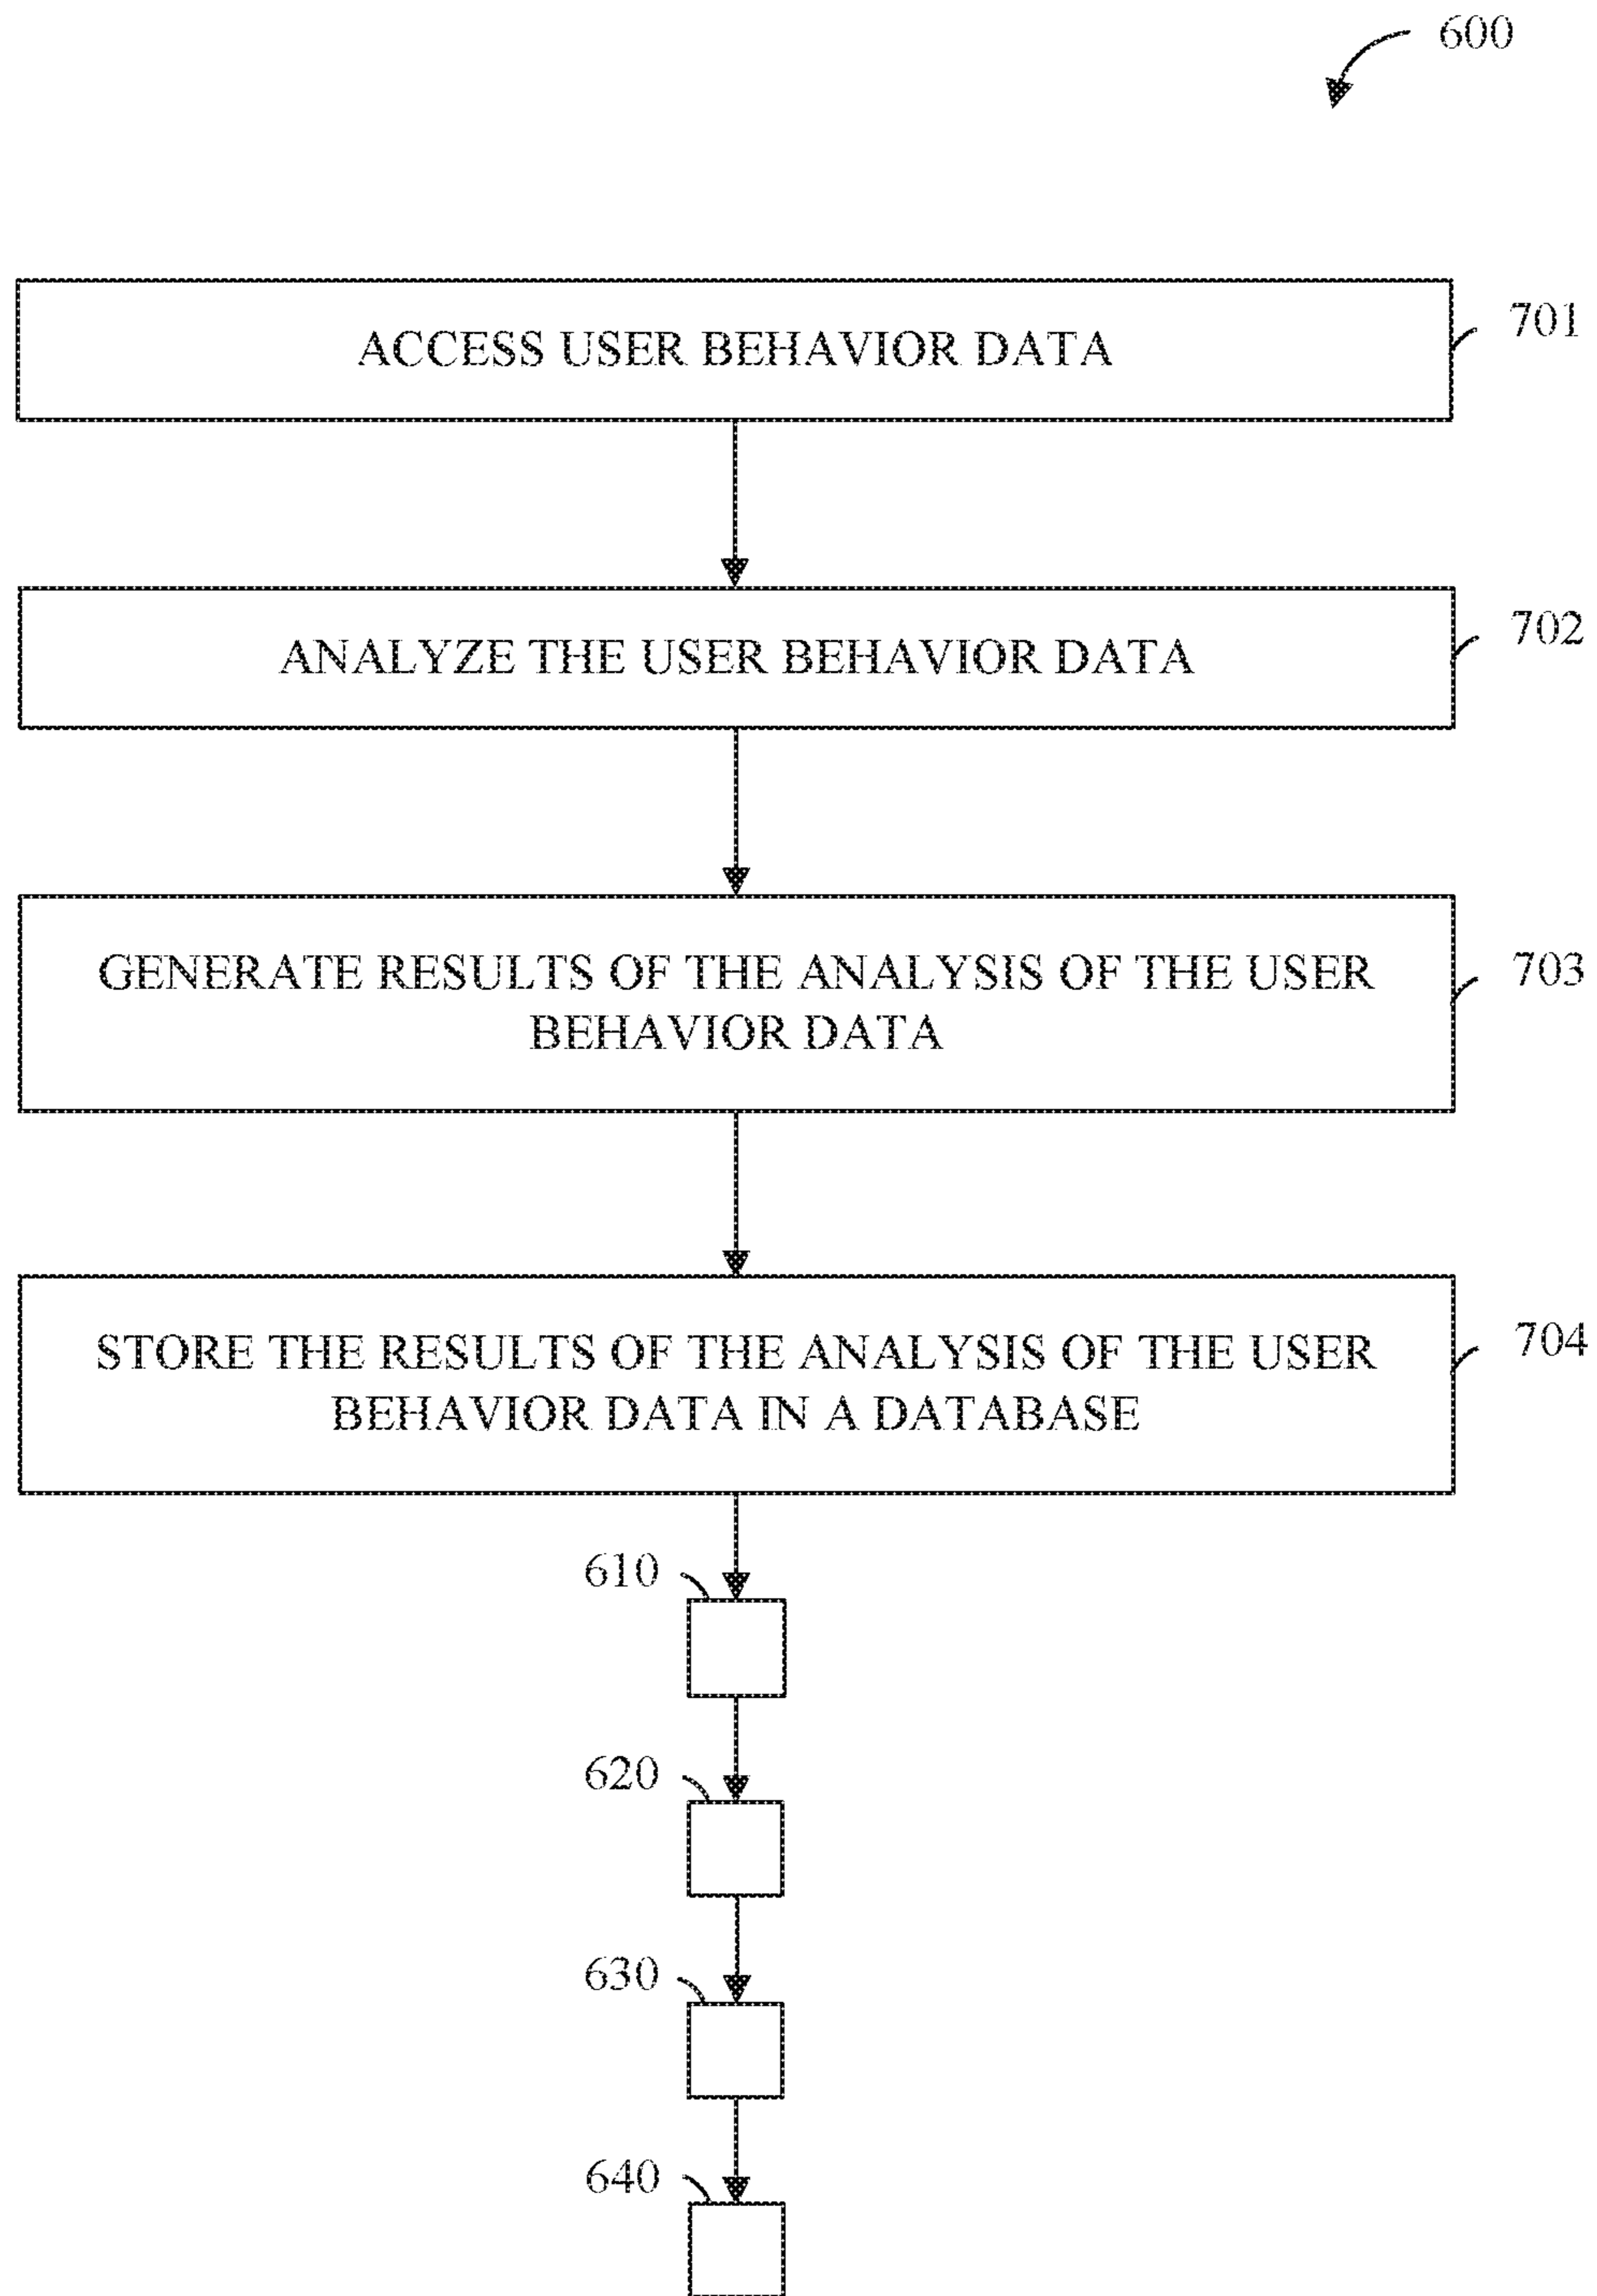 600
ACCESS USER BEHAVIOR DATA
701
ANALYZE THE USER BEHAVIOR DATA
702
GENERATE RESULTS OF THE ANALYSIS OF THE USER
BEHAVIOR DATA
703
STORE THE RESULTS OF THE ANALYSIS OF THE USER
BEHAVIOR DATA IN A DATABASE
704
610
620
630
640